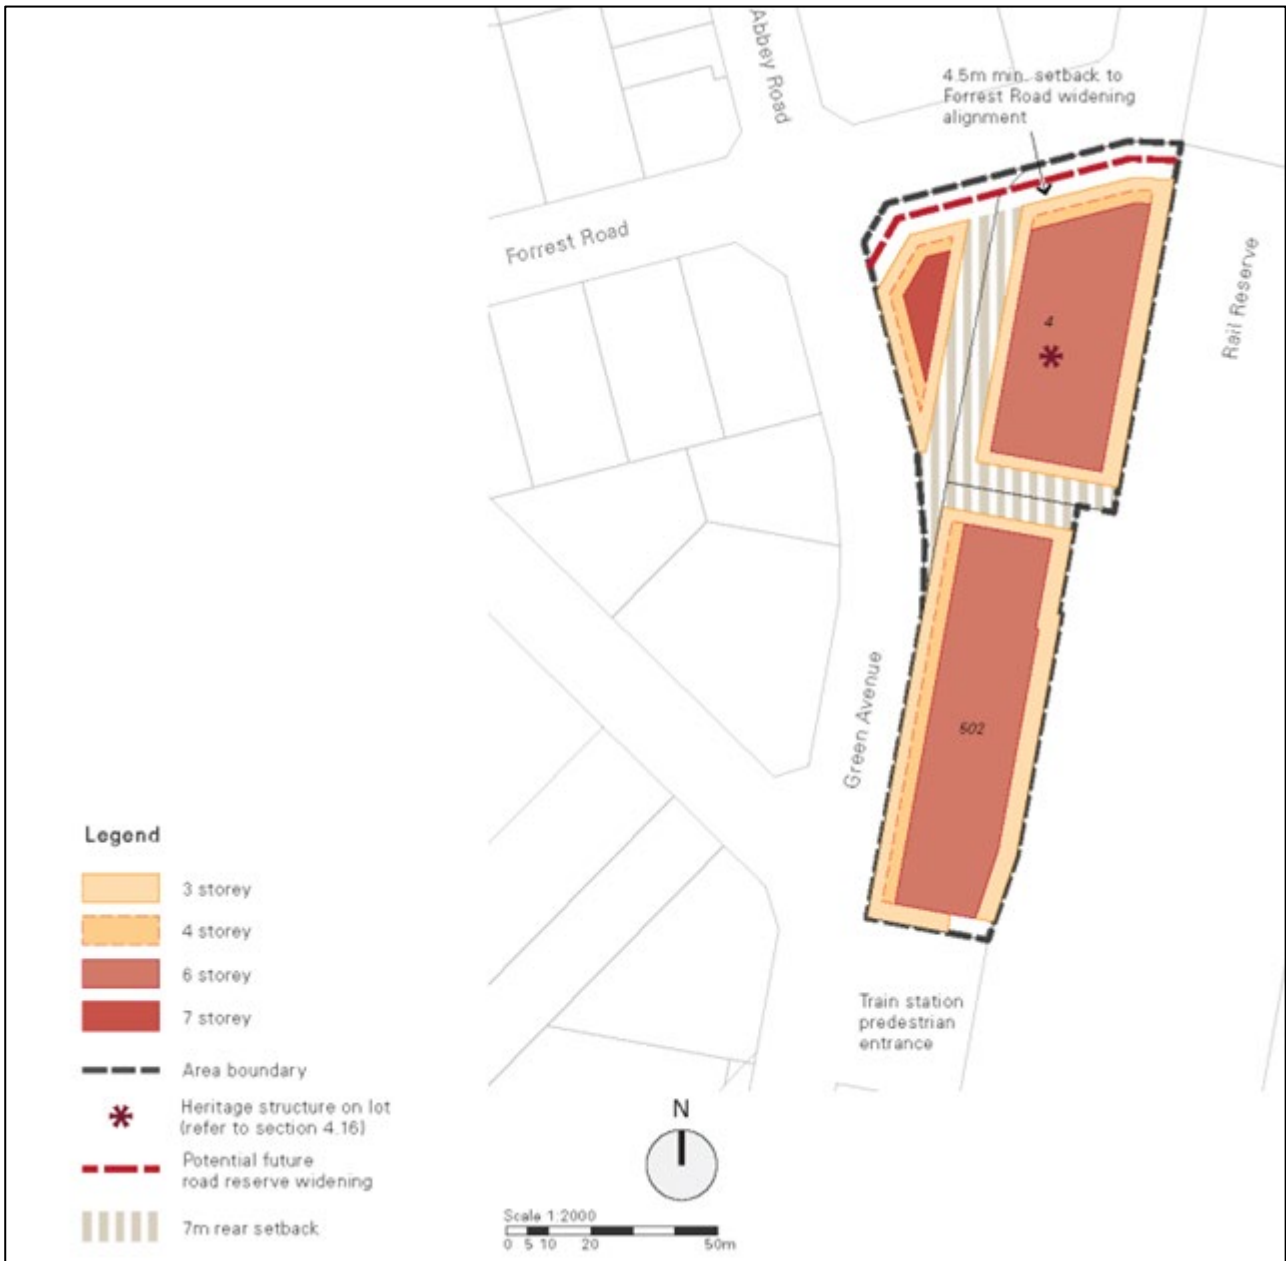 Abbey Road
4.5m min. setback to
Forrest Road widening
alignment
Forrest Road
Rail Reserve
4
Green Avenue
502
Legend
3 storey
4 storey
6 storey
7 storey
Area boundary
Heritage structure on lot
(refer to section 4.16)
Potential future
road reserve widening
7m rear setback
Train station
predestrian
entrance
N
Scale 1:2000
0 5 10 20 50m